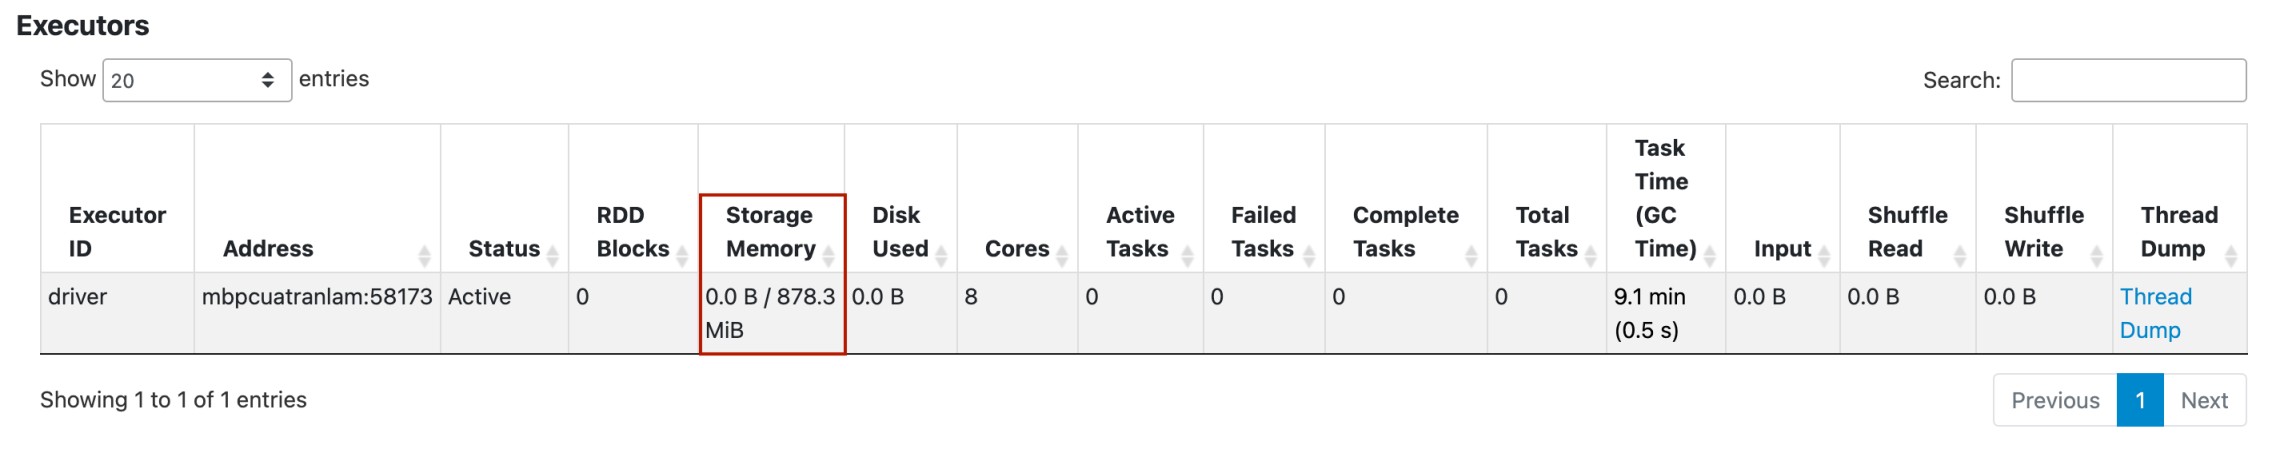 Executors
Show 20 entries
Search:
Executor ID
Address
Status
RDD Blocks
Storage Memory
Disk Used
Cores
Active Tasks
Failed Tasks
Complete Tasks
Total Tasks
Task Time (GC Time)
Input
Shuffle Read
Shuffle Write
Thread Dump
driver
mbpcuatranlam:58173
Active
0
0.0 B / 878.3 MiB
0.0 B
8
0
0
0
0
9.1 min (0.5 s)
0.0 B
0.0 B
0.0 B
Thread Dump
Showing 1 to 1 of 1 entries
Previous 1 Next